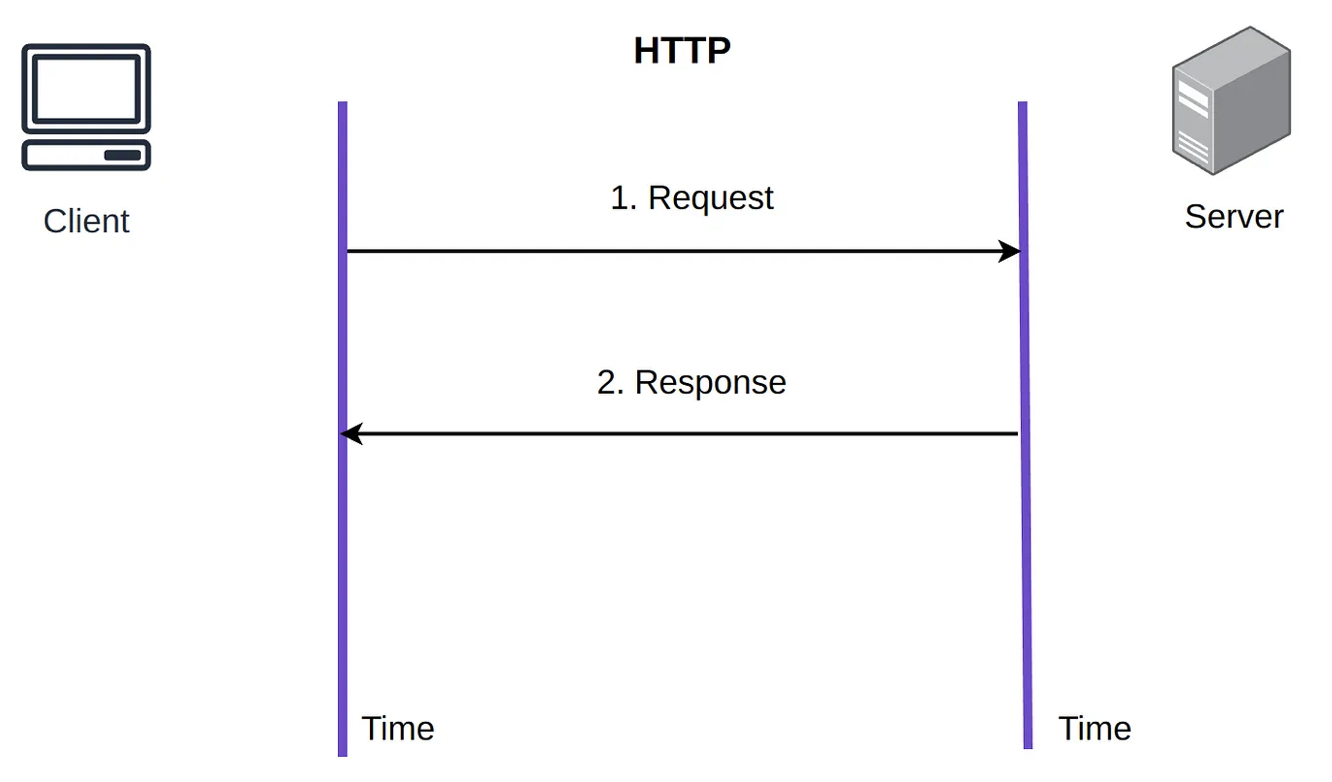 HTTP
Client
Server
1. Request
2. Response
Time
Time